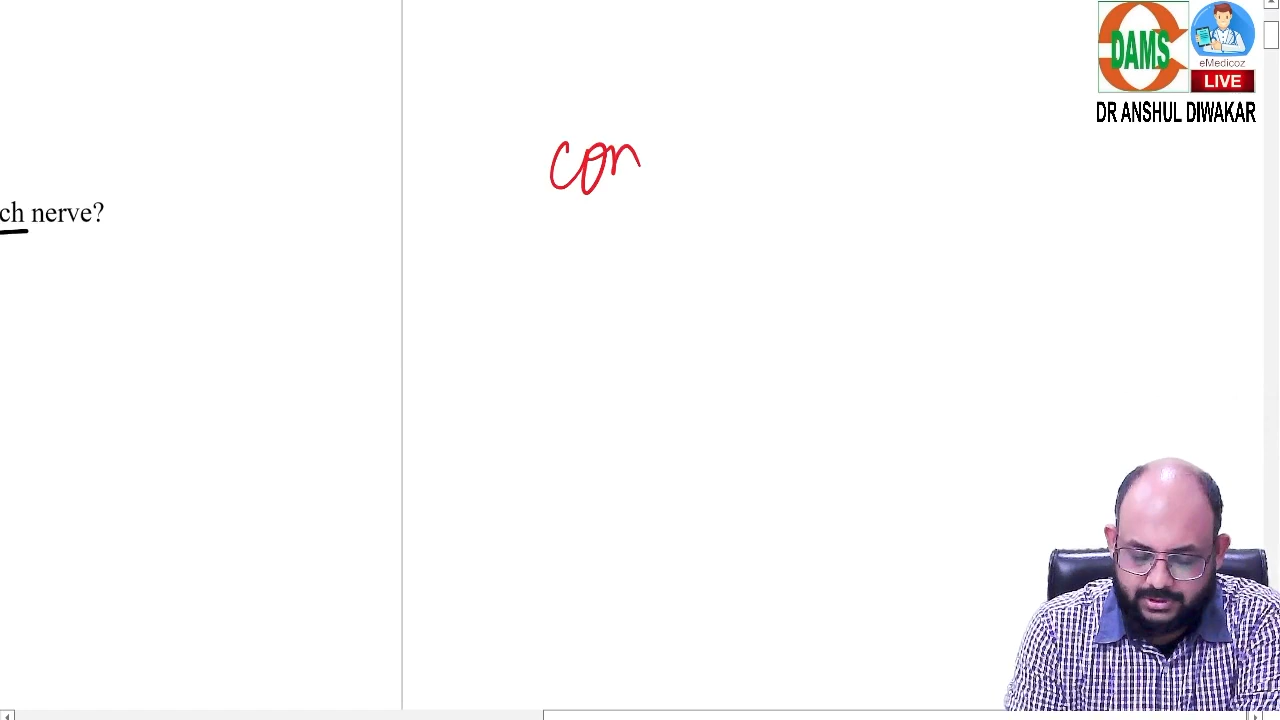 DAMS
eMedicoz
LIVE
DR ANSHUL DIWAKAR
con
ch nerve?